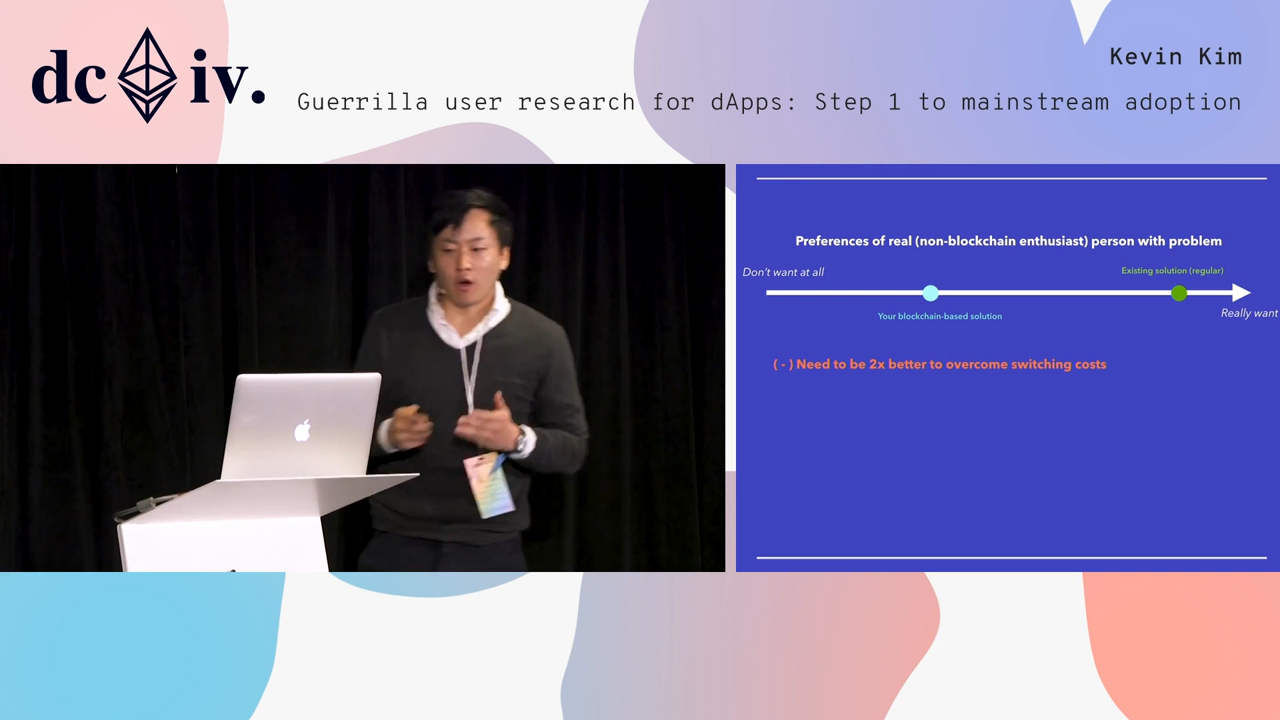 dc iv.
Kevin Kim
Guerrilla user research for dApps: Step 1 to mainstream adoption
Preferences of real (non-blockchain enthusiast) person with problem
Don't want at all
Existing solution (regular)
Your blockchain-based solution
Really want
( - ) Need to be 2x better to overcome switching costs